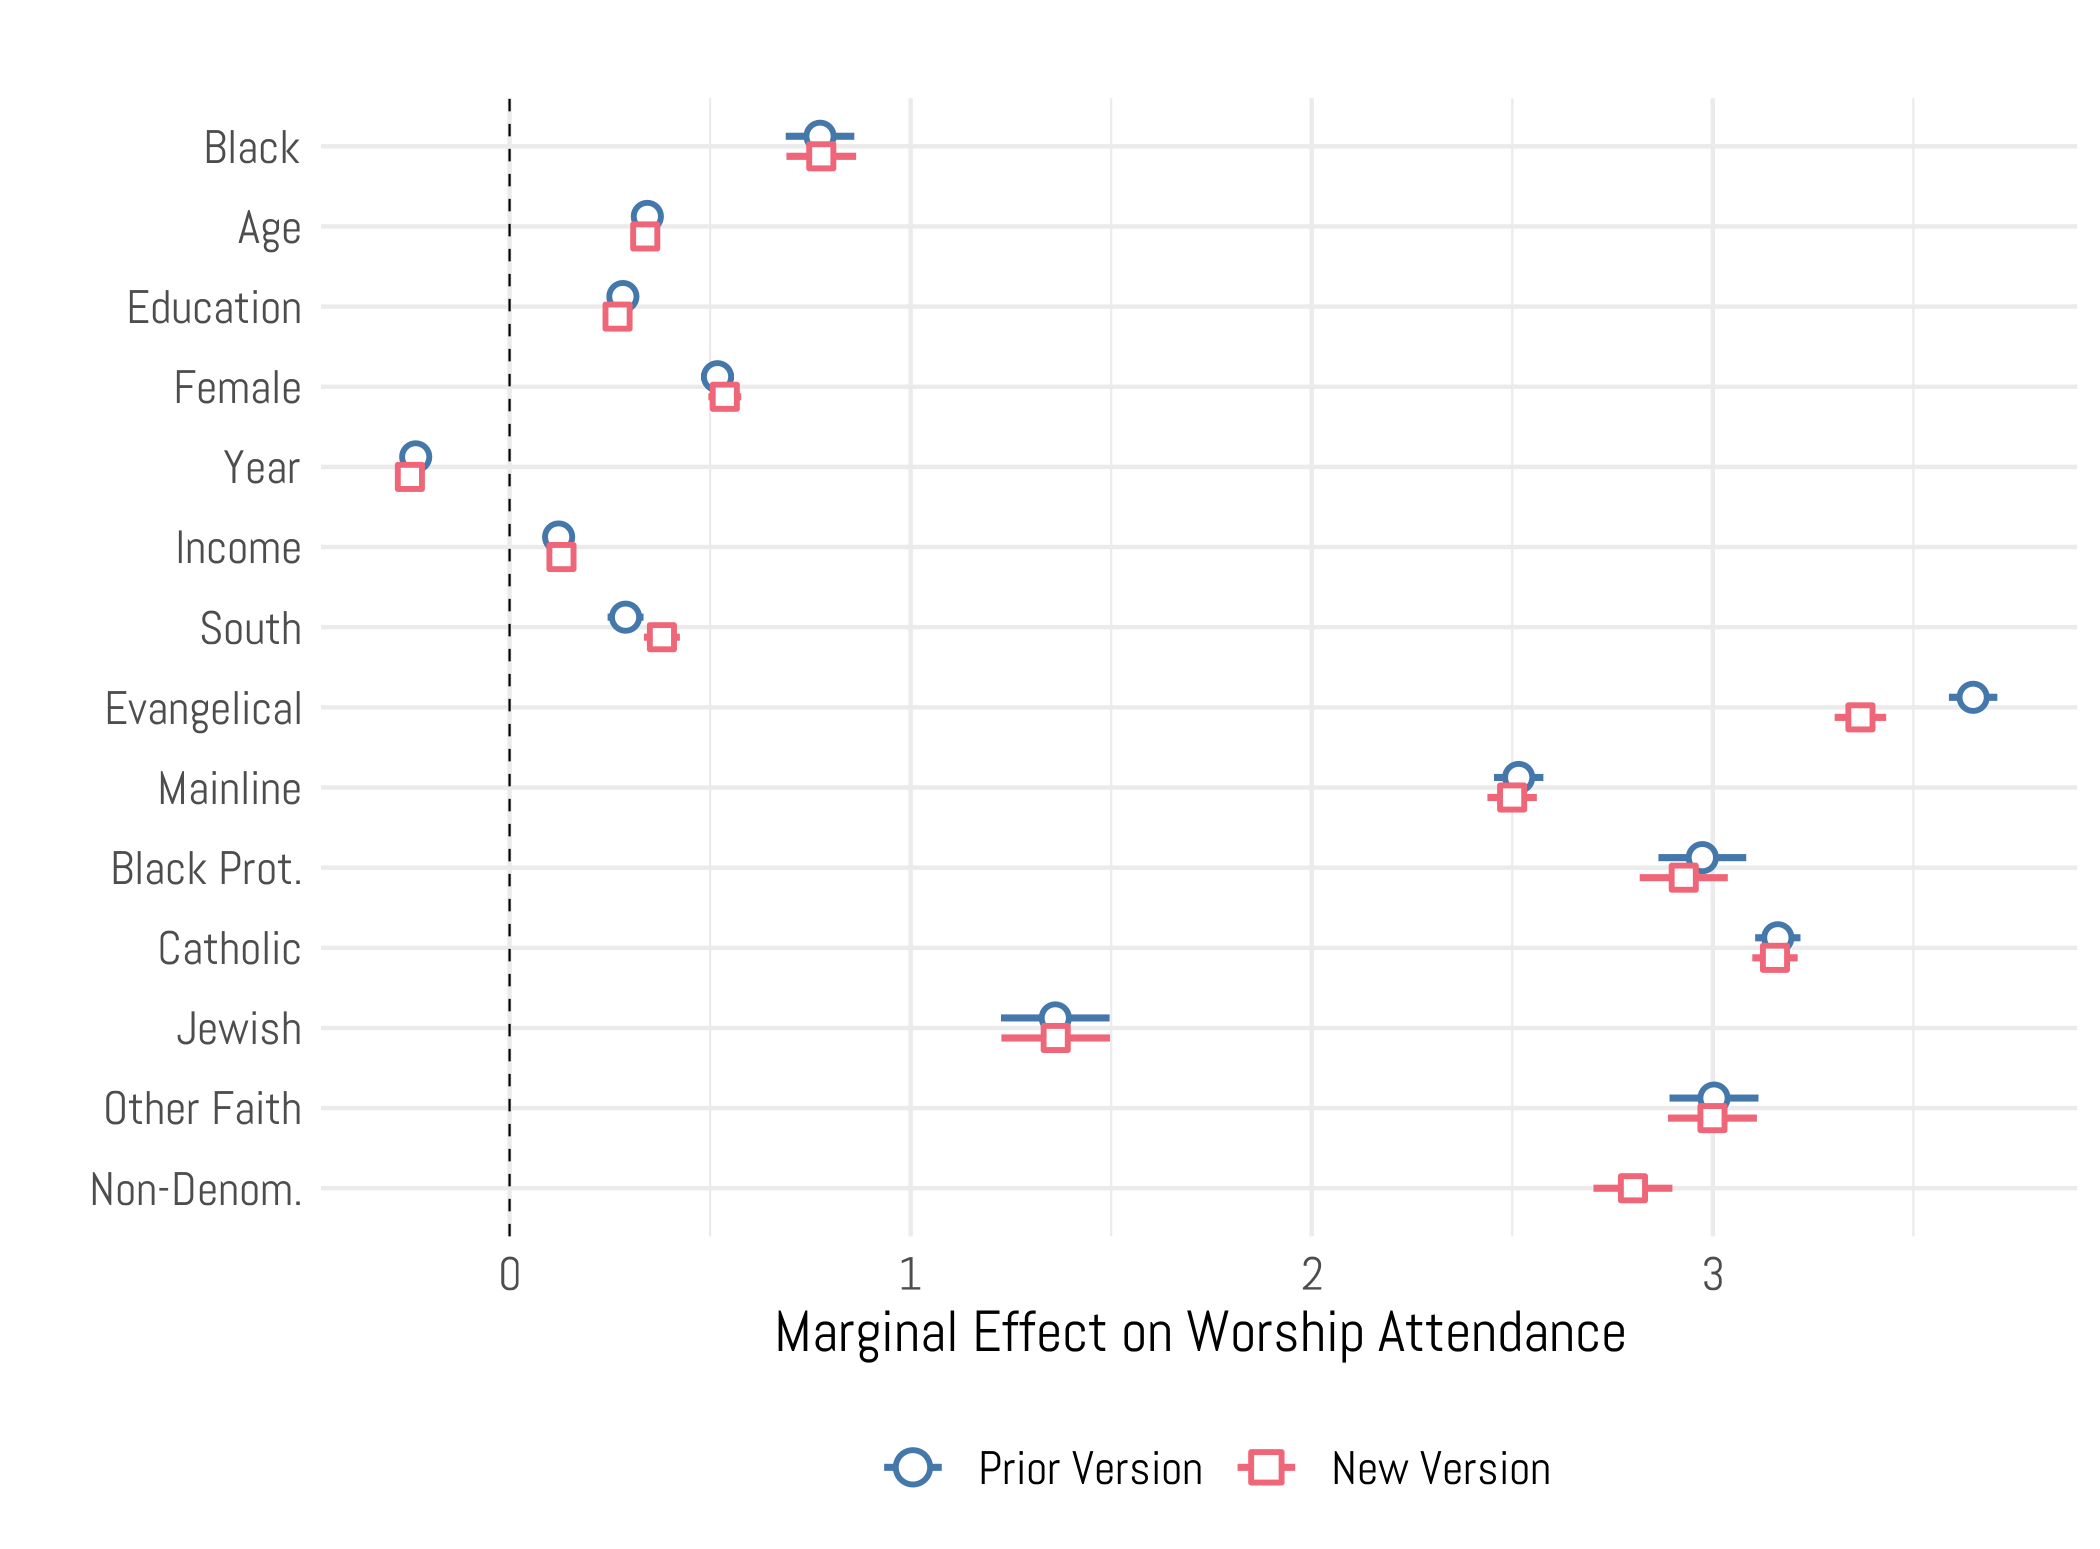 Black
Age
Education
Female
Year
Income
South
Evangelical
Mainline
Black Prot.
Catholic
Jewish
Other Faith
Non-Denom.
0 1 2 3
Marginal Effect on Worship Attendance
Prior Version New Version